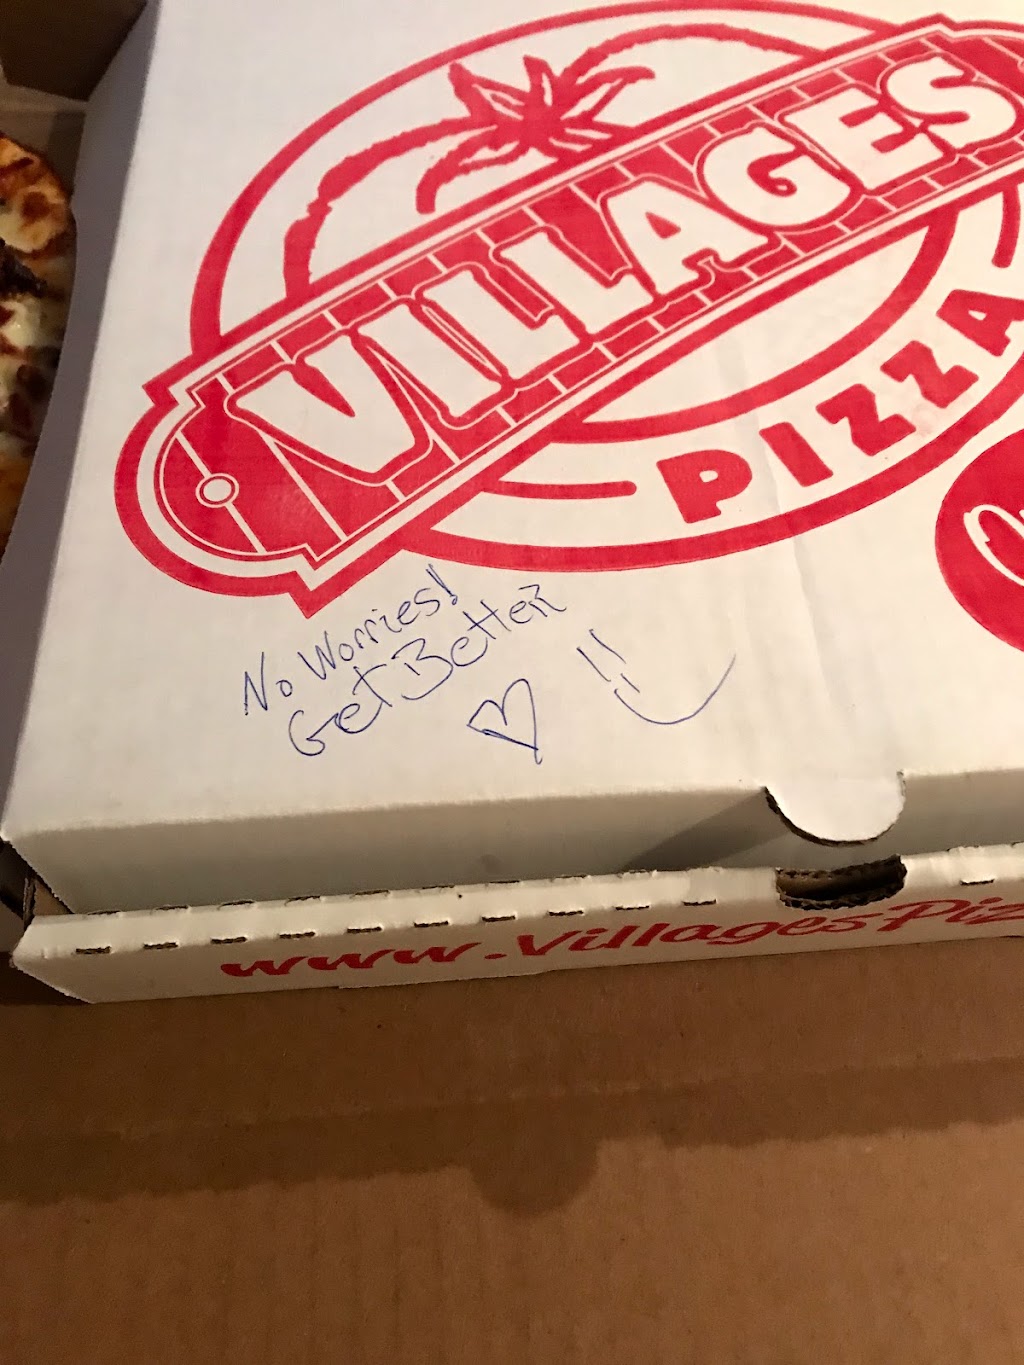 VILLAGES
PIZZA
No Worries!
Get Better
!!
www.VillagesPiz